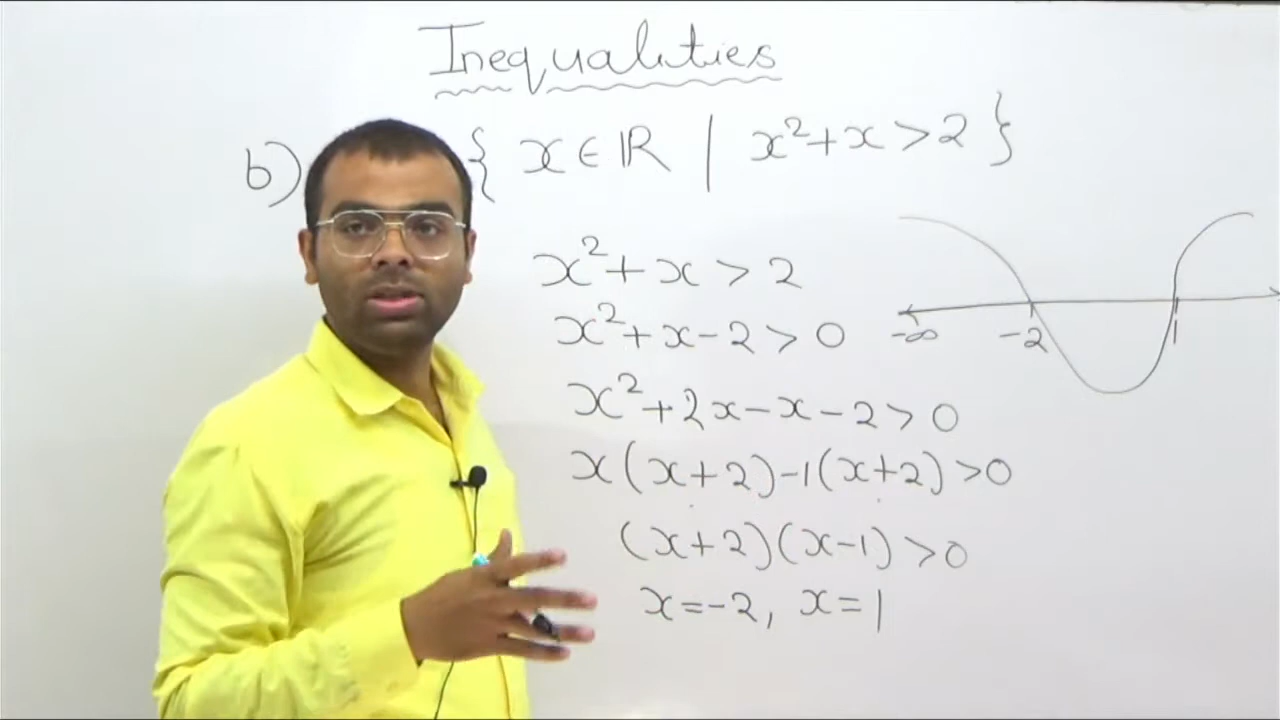 Inequalities
b) { x ∈ ℝ | x²+x>2 }
x²+x>2
x²+x-2>0
x²+2x-x-2>0
x(x+2)-1(x+2)>0
(x+2)(x-1)>0
x=-2, x=1
-∞ -2 1